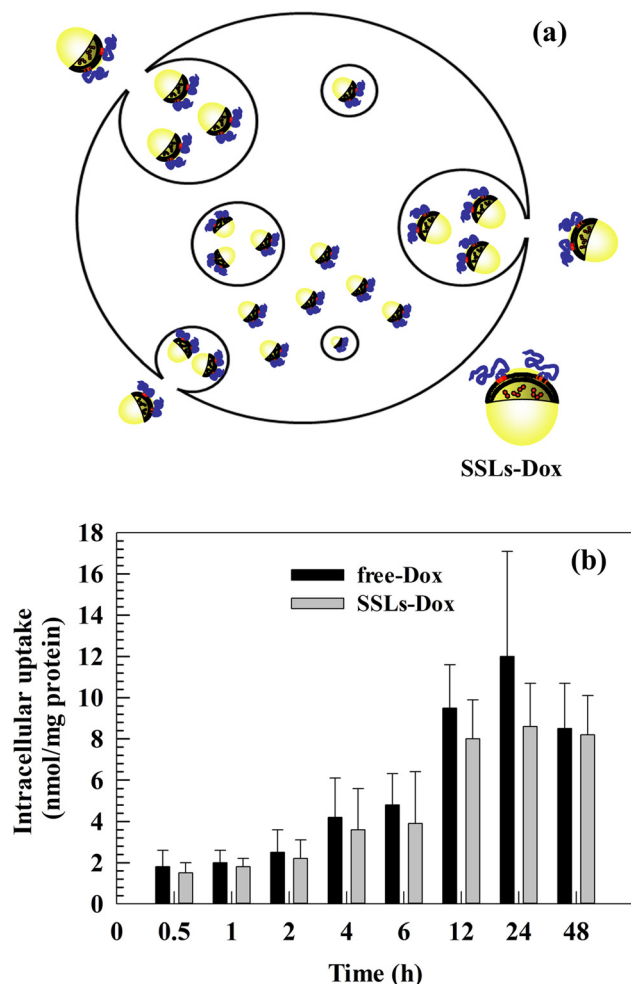 (a)
SSLs-Dox
(b)
free-Dox
SSLs-Dox
Intracellular uptake
(nmol/mg protein)
18
16
14
12
10
8
6
4
2
0
0 0.5 1 2 4 6 12 24 48
Time (h)